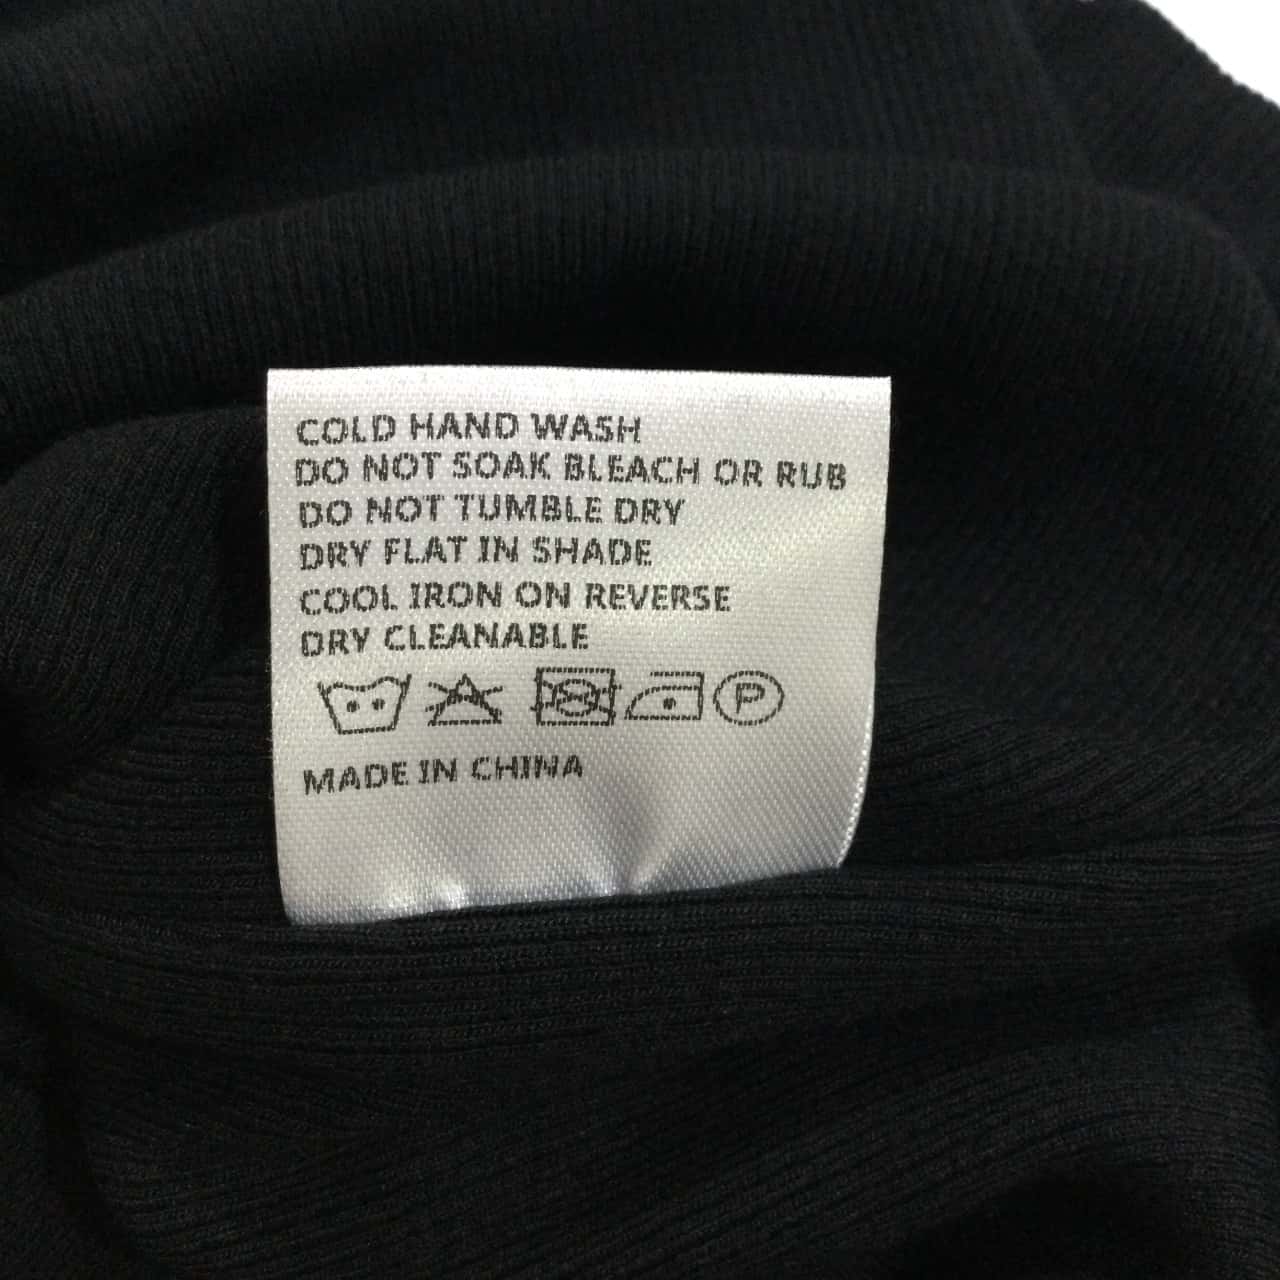 COLD HAND WASH
DO NOT SOAK BLEACH OR RUB
DO NOT TUMBLE DRY
DRY FLAT IN SHADE
COOL IRON ON REVERSE
DRY CLEANABLE
P
MADE IN CHINA